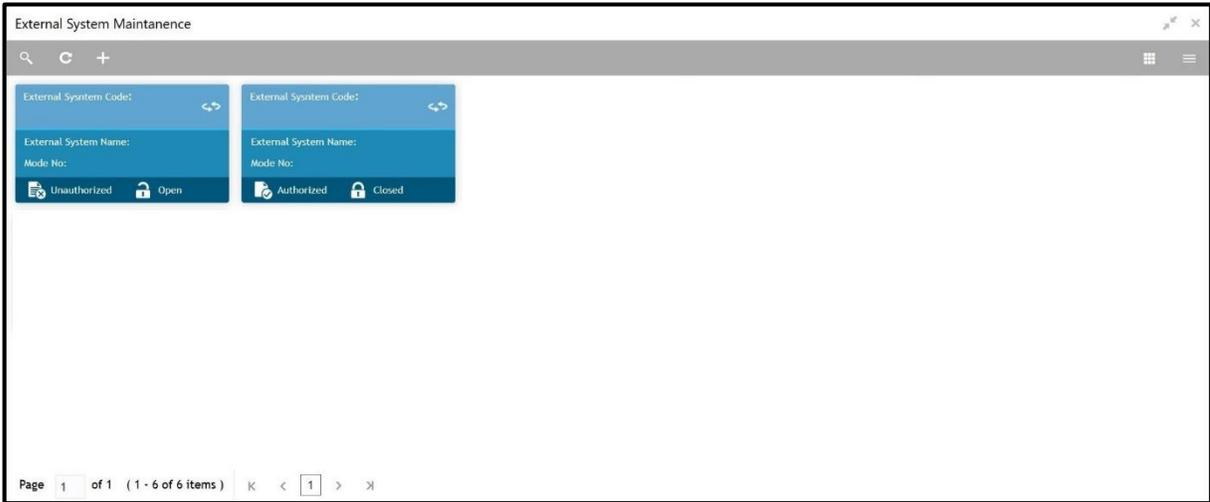 External System Maintanence
External Sysntem Code:
External System Name:
Mode No:
Unauthorized Open
External Sysntem Code:
External System Name:
Mode No:
Authorized Closed
Page 1 of 1 ( 1 - 6 of 6 items ) 1